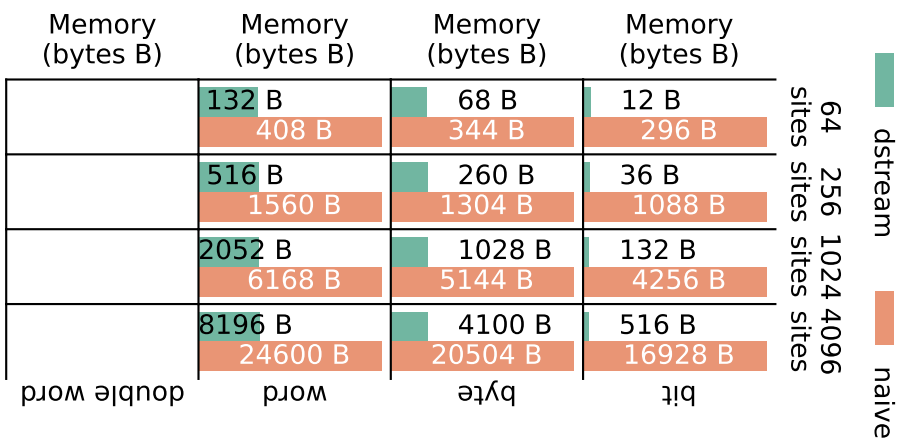 Memory
(bytes B)
Memory
(bytes B)
Memory
(bytes B)
Memory
(bytes B)
132 B
408 B
68 B
344 B
12 B
296 B
64
sites
516 B
1560 B
260 B
1304 B
36 B
1088 B
256
sites
2052 B
6168 B
1028 B
5144 B
132 B
4256 B
1024
sites
8196 B
24600 B
4100 B
20504 B
516 B
16928 B
4096
sites
double word
word
byte
bit
dstream
naive